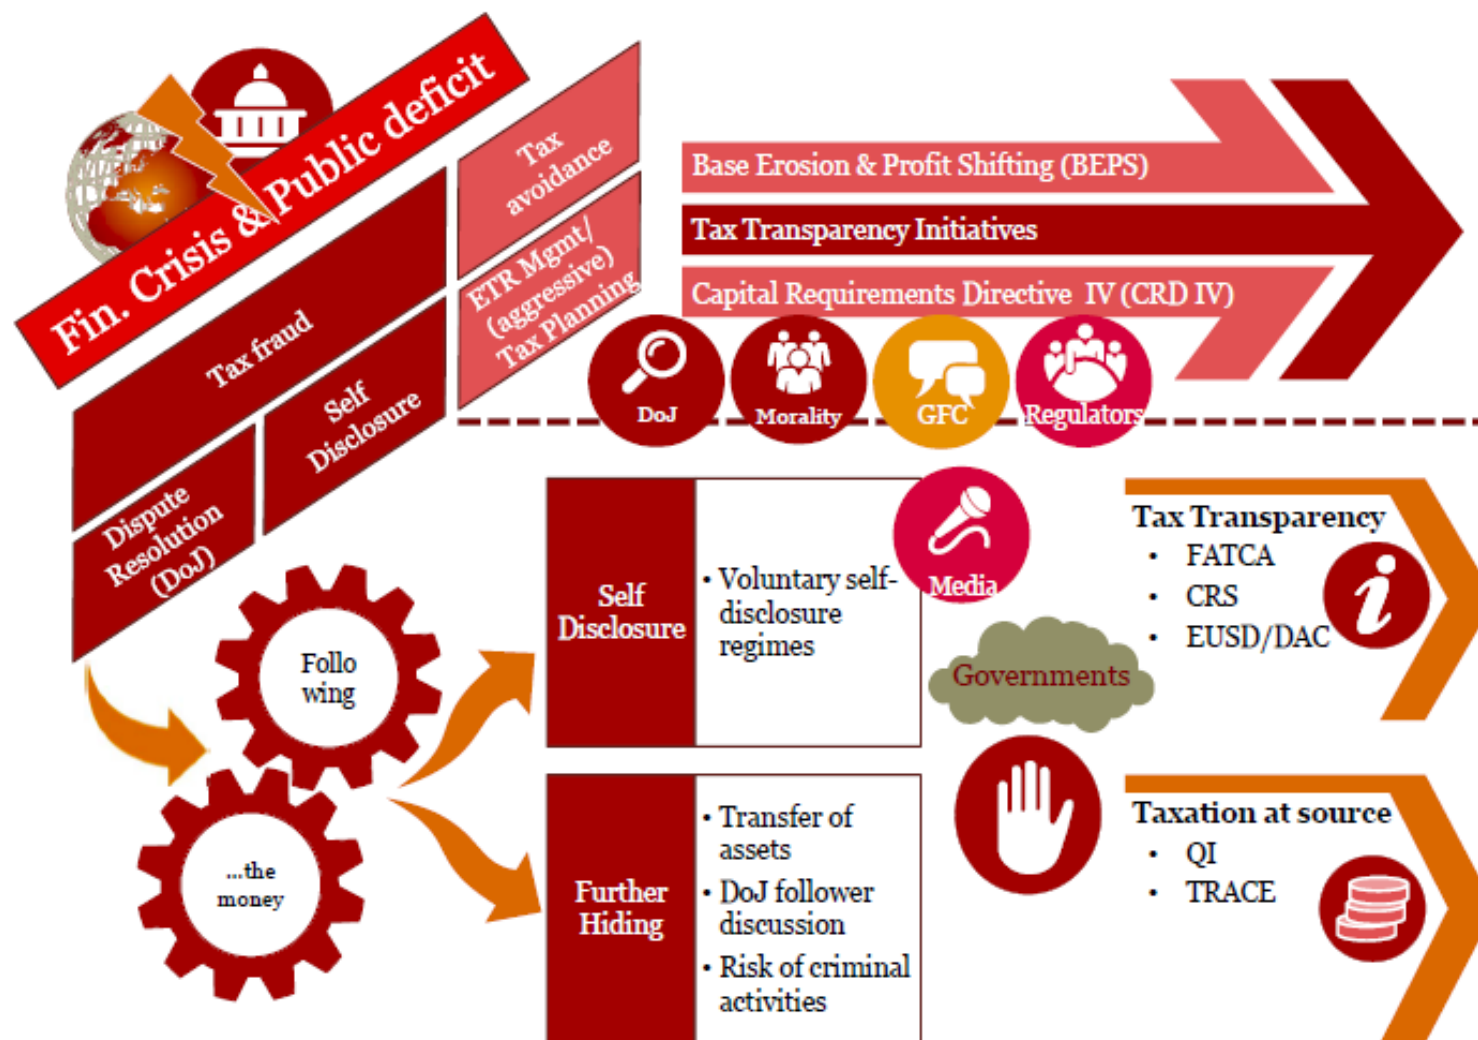 Fin. Crisis & Public deficit
Tax
avoidance
ETR Mgmt/
(aggressive)
Tax Planning
Tax fraud
Self
Disclosure
Dispute
Resolution
(DoJ)
Base Erosion & Profit Shifting (BEPS)
Tax Transparency Initiatives
Capital Requirements Directive IV (CRD IV)
DoJ
Morality
GFC
Regulators
Follo
wing
...the
money
Self
Disclosure
• Voluntary self-
disclosure
regimes
Further
Hiding
• Transfer of
assets
• DoJ follower
discussion
• Risk of criminal
activities
Media
Governments
Tax Transparency
• FATCA
• CRS
• EUSD/DAC
Taxation at source
• QI
• TRACE